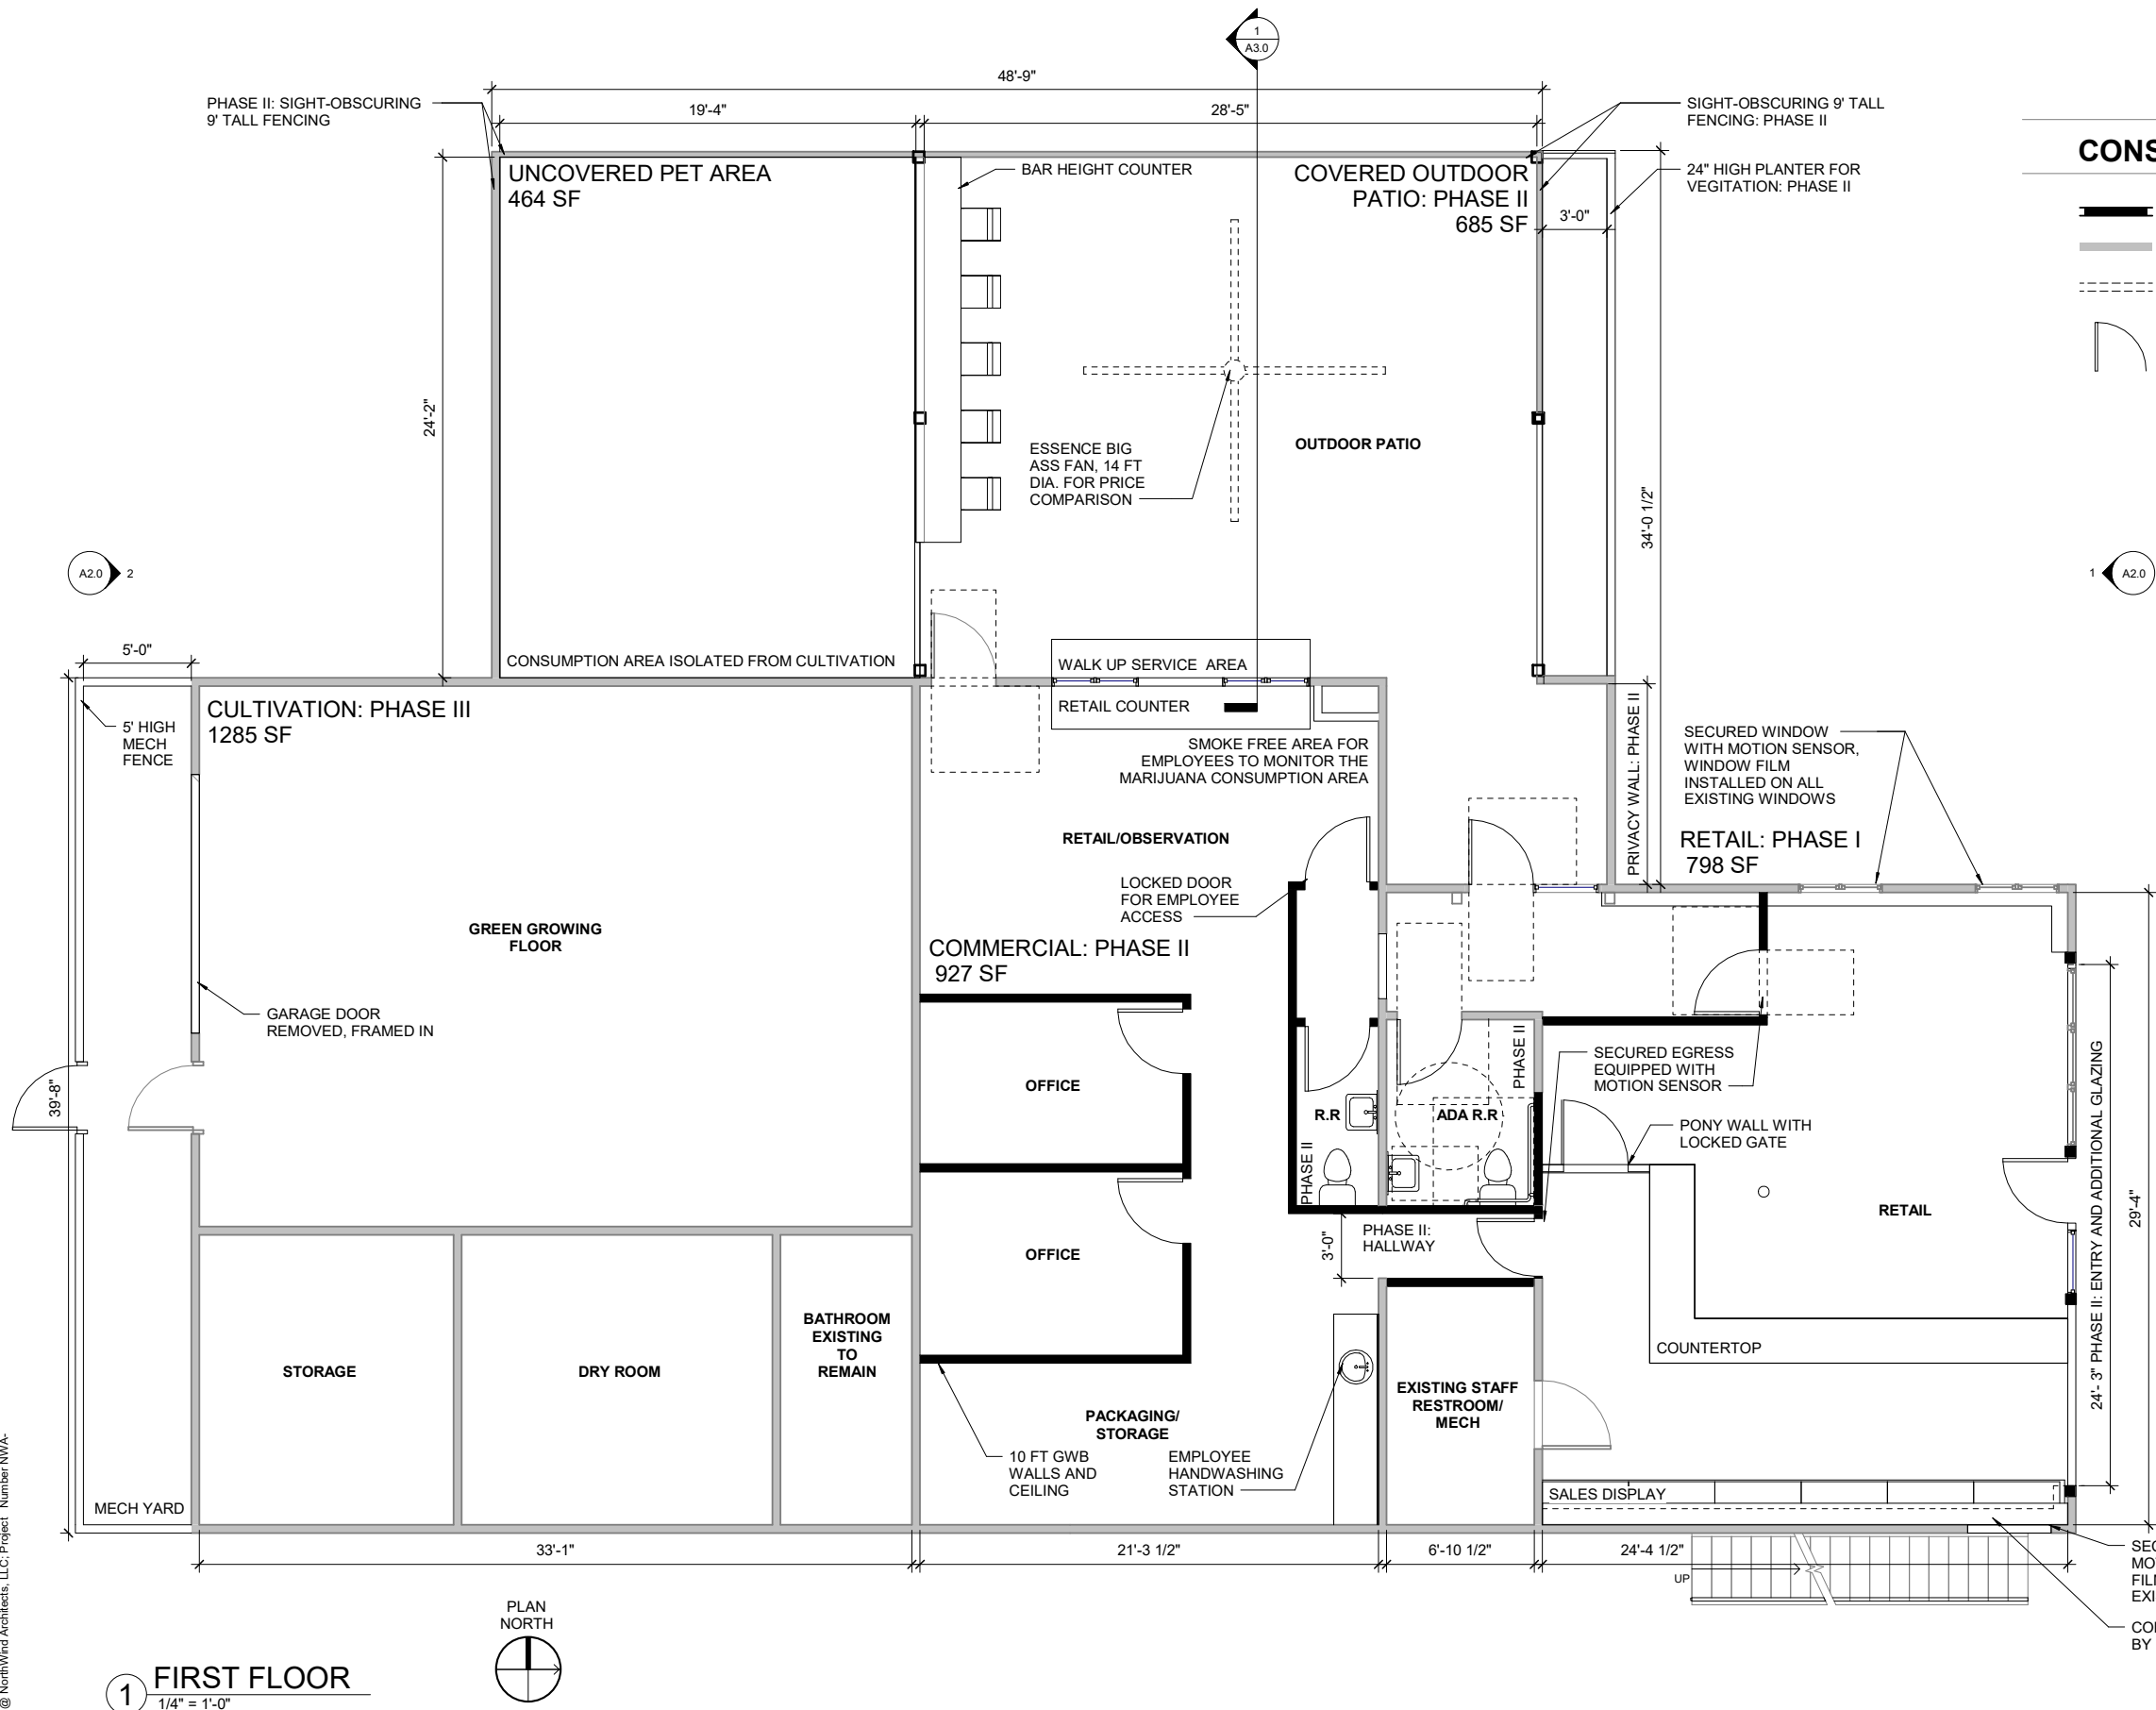 1
A3.0
48'-9"
PHASE II: SIGHT-OBSCURING
9' TALL FENCING
19'-4"
28'-5"
SIGHT-OBSCURING 9' TALL
FENCING: PHASE II
CONS
UNCOVERED PET AREA
464 SF
BAR HEIGHT COUNTER
COVERED OUTDOOR
PATIO: PHASE II
685 SF
24" HIGH PLANTER FOR
VEGITATION: PHASE II
3'-0"
24'-2"
ESSENCE BIG
ASS FAN, 14 FT
DIA. FOR PRICE
COMPARISON
OUTDOOR PATIO
34'-0 1/2"
A2.0
2
1
A2.0
5'-0"
CONSUMPTION AREA ISOLATED FROM CULTIVATION
WALK UP SERVICE AREA
RETAIL COUNTER
CULTIVATION: PHASE III
1285 SF
5' HIGH
MECH
FENCE
SMOKE FREE AREA FOR
EMPLOYEES TO MONITOR THE
MARIJUANA CONSUMPTION AREA
PRIVACY WALL: PHASE II
SECURED WINDOW
WITH MOTION SENSOR,
WINDOW FILM
INSTALLED ON ALL
EXISTING WINDOWS
RETAIL/OBSERVATION
RETAIL: PHASE I
798 SF
LOCKED DOOR
FOR EMPLOYEE
ACCESS
GREEN GROWING
FLOOR
COMMERCIAL: PHASE II
927 SF
GARAGE DOOR
REMOVED, FRAMED IN
39'-8"
OFFICE
R.R
PHASE II
ADA R.R
PHASE II
SECURED EGRESS
EQUIPPED WITH
MOTION SENSOR
PONY WALL WITH
LOCKED GATE
24'- 3" PHASE II: ENTRY AND ADDITIONAL GLAZING
29'-4"
RETAIL
OFFICE
3'-0"
PHASE II:
HALLWAY
BATHROOM
EXISTING
TO
REMAIN
STORAGE
DRY ROOM
COUNTERTOP
EXISTING STAFF
RESTROOM/
MECH
PACKAGING/
STORAGE
10 FT GWB
WALLS AND
CEILING
EMPLOYEE
HANDWASHING
STATION
MECH YARD
SALES DISPLAY
33'-1"
21'-3 1/2"
6'-10 1/2"
24'-4 1/2"
UP
SEC
MO
FILM
EXI
CO
BY
PLAN
NORTH
1
FIRST FLOOR
1/4" = 1'-0"
@ NorthWind Architects, LLC; Project Number NWA-